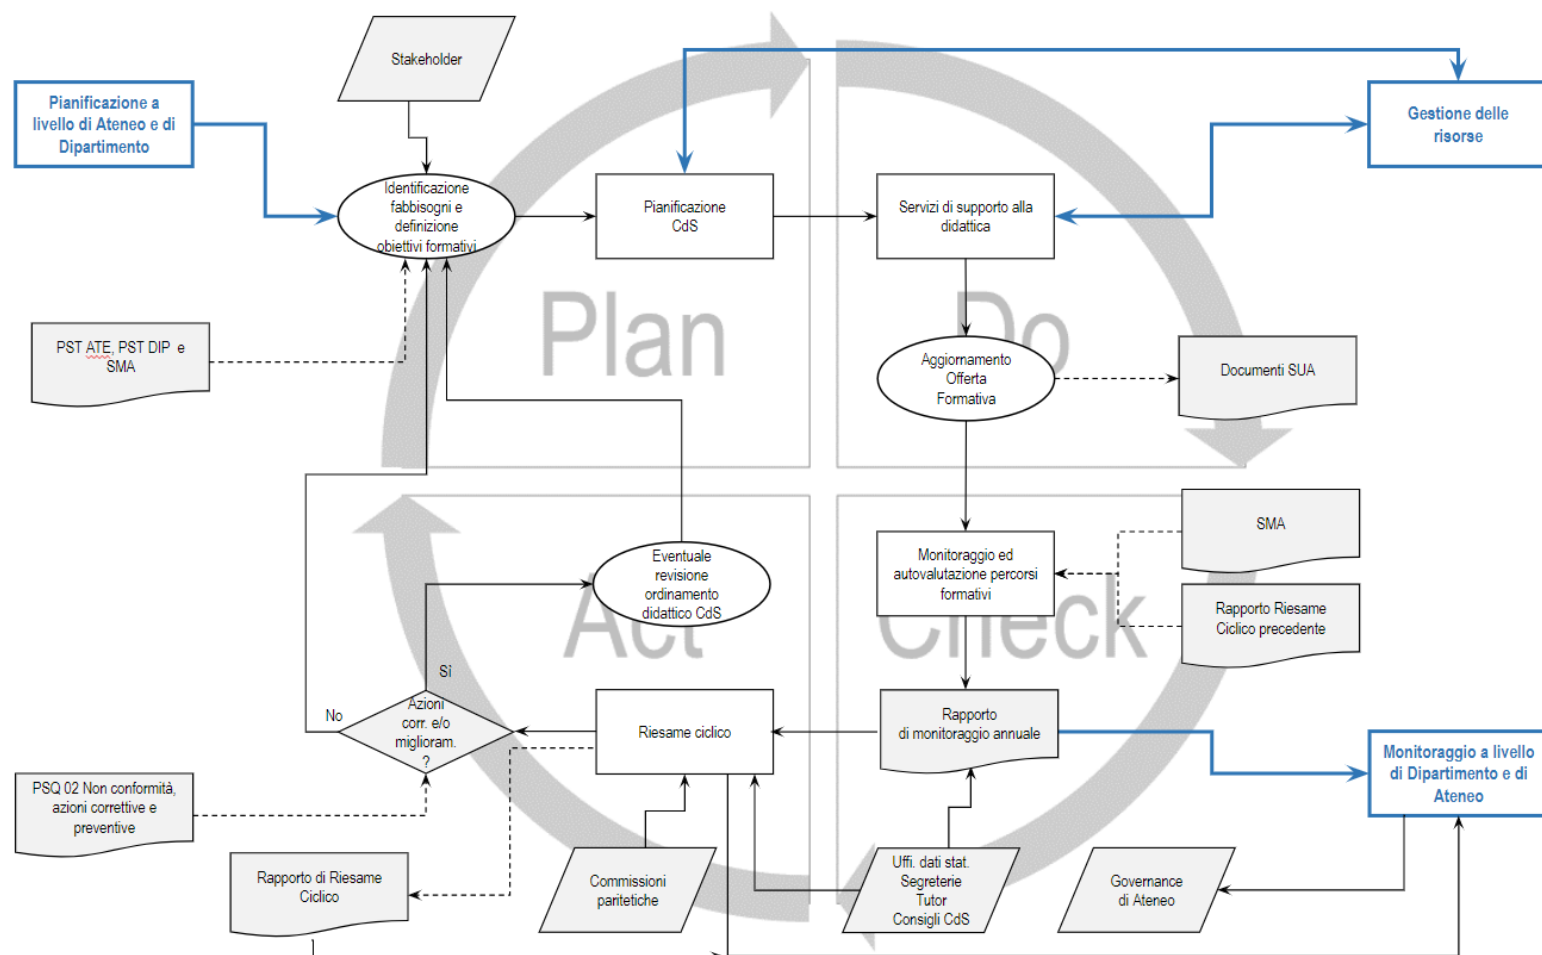 Stakeholder
Pianificazione a
livello di Ateneo e di
Dipartimento
Gestione delle
risorse
Identificazione
fabbisogni e
definizione
obiettivi formativi
Pianificazione
CdS
Servizi di supporto alla
didattica
Plan
Do
PST ATE, PST DIP e
SMA
Aggiornamento
Offerta
Formativa
Documenti SUA
SMA
Eventuale
revisione
ordinamento
didattico CdS
Monitoraggio ed
autovalutazione percorsi
formativi
Rapporto Riesame
Ciclico precedente
Act
Check
Sì
No
Azioni
corr. e/o
migliora.
?
Riesame ciclico
Rapporto
di monitoraggio annuale
Monitoraggio a livello
di Dipartimento e di
Ateneo
PSQ 02 Non conformità,
azioni correttive e
preventive
Rapporto di Riesame
Ciclico
Commissioni
paritetiche
Uffi. dati stat.
Segreterie
Tutor
Consigli CdS
Governance
di Ateneo